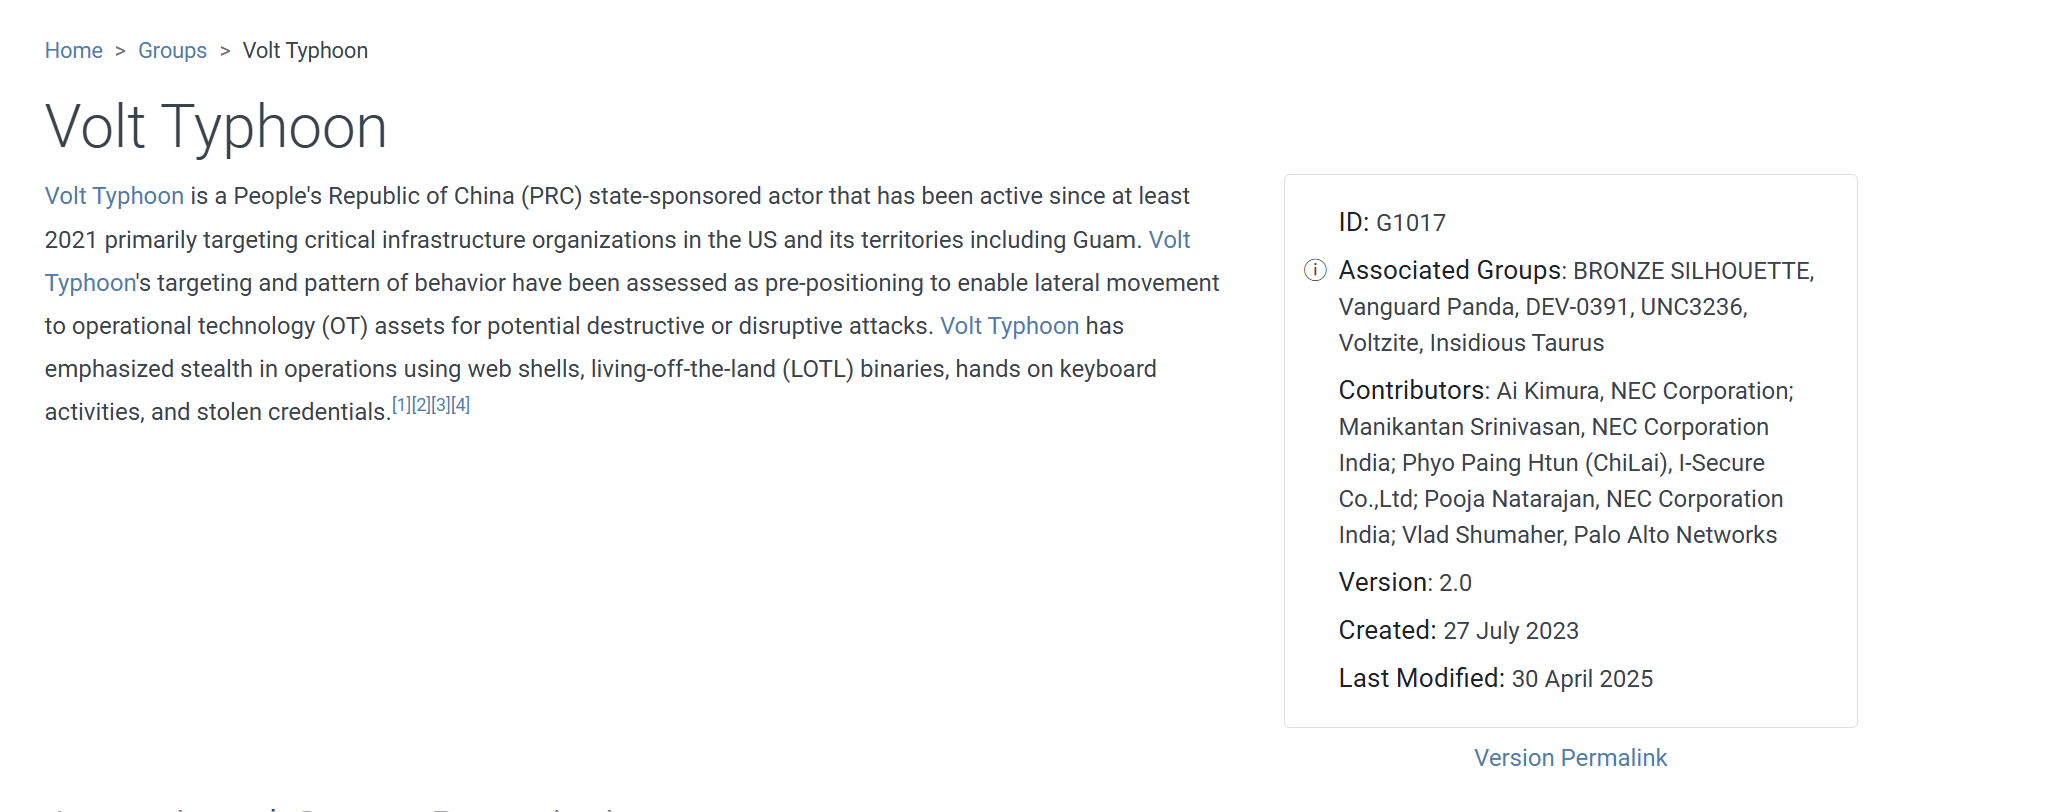 Home > Groups > Volt Typhoon
Volt Typhoon
Volt Typhoon is a People's Republic of China (PRC) state-sponsored actor that has been active since at least
2021 primarily targeting critical infrastructure organizations in the US and its territories including Guam. Volt
Typhoon's targeting and pattern of behavior have been assessed as pre-positioning to enable lateral movement
to operational technology (OT) assets for potential destructive or disruptive attacks. Volt Typhoon has
emphasized stealth in operations using web shells, living-off-the-land (LOTL) binaries, hands on keyboard
activities, and stolen credentials.[1][2][3][4]
ID: G1017
ⓘ Associated Groups: BRONZE SILHOUETTE,
Vanguard Panda, DEV-0391, UNC3236,
Voltzite, Insidious Taurus
Contributors: Ai Kimura, NEC Corporation;
Manikantan Srinivasan, NEC Corporation
India; Phyo Paing Htun (ChiLai), I-Secure
Co.,Ltd; Pooja Natarajan, NEC Corporation
India; Vlad Shumaher, Palo Alto Networks
Version: 2.0
Created: 27 July 2023
Last Modified: 30 April 2025
Version Permalink